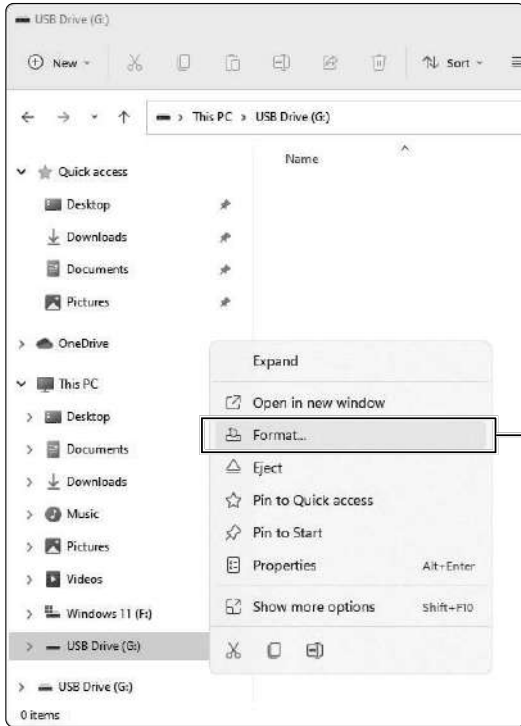 USB Drive (G:)
New
Sort
This PC > USB Drive (G:)
Name
Quick access
Desktop
Downloads
Documents
Pictures
OneDrive
This PC
Desktop
Documents
Downloads
Music
Pictures
Videos
Windows 11 (F:)
USB Drive (G:)
USB Drive (G:)
0 items
Expand
Open in new window
Format...
Eject
Pin to Quick access
Pin to Start
Properties Alt+Enter
Show more options Shift+F10